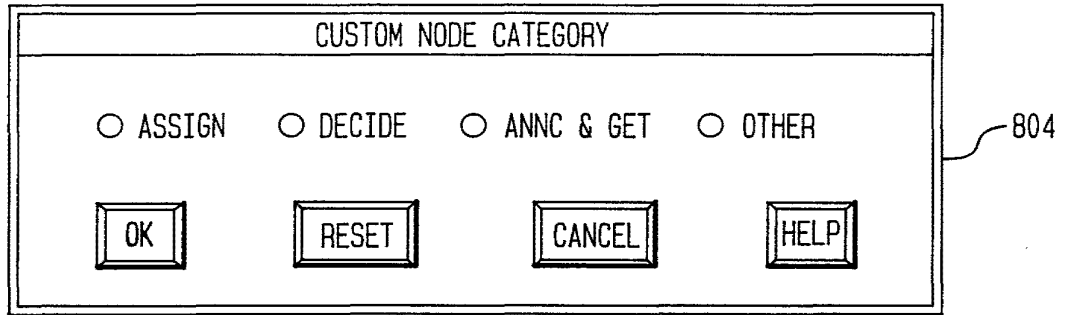 CUSTOM NODE CATEGORY
ASSIGN DECIDE ANNC & GET OTHER
804
OK RESET CANCEL HELP